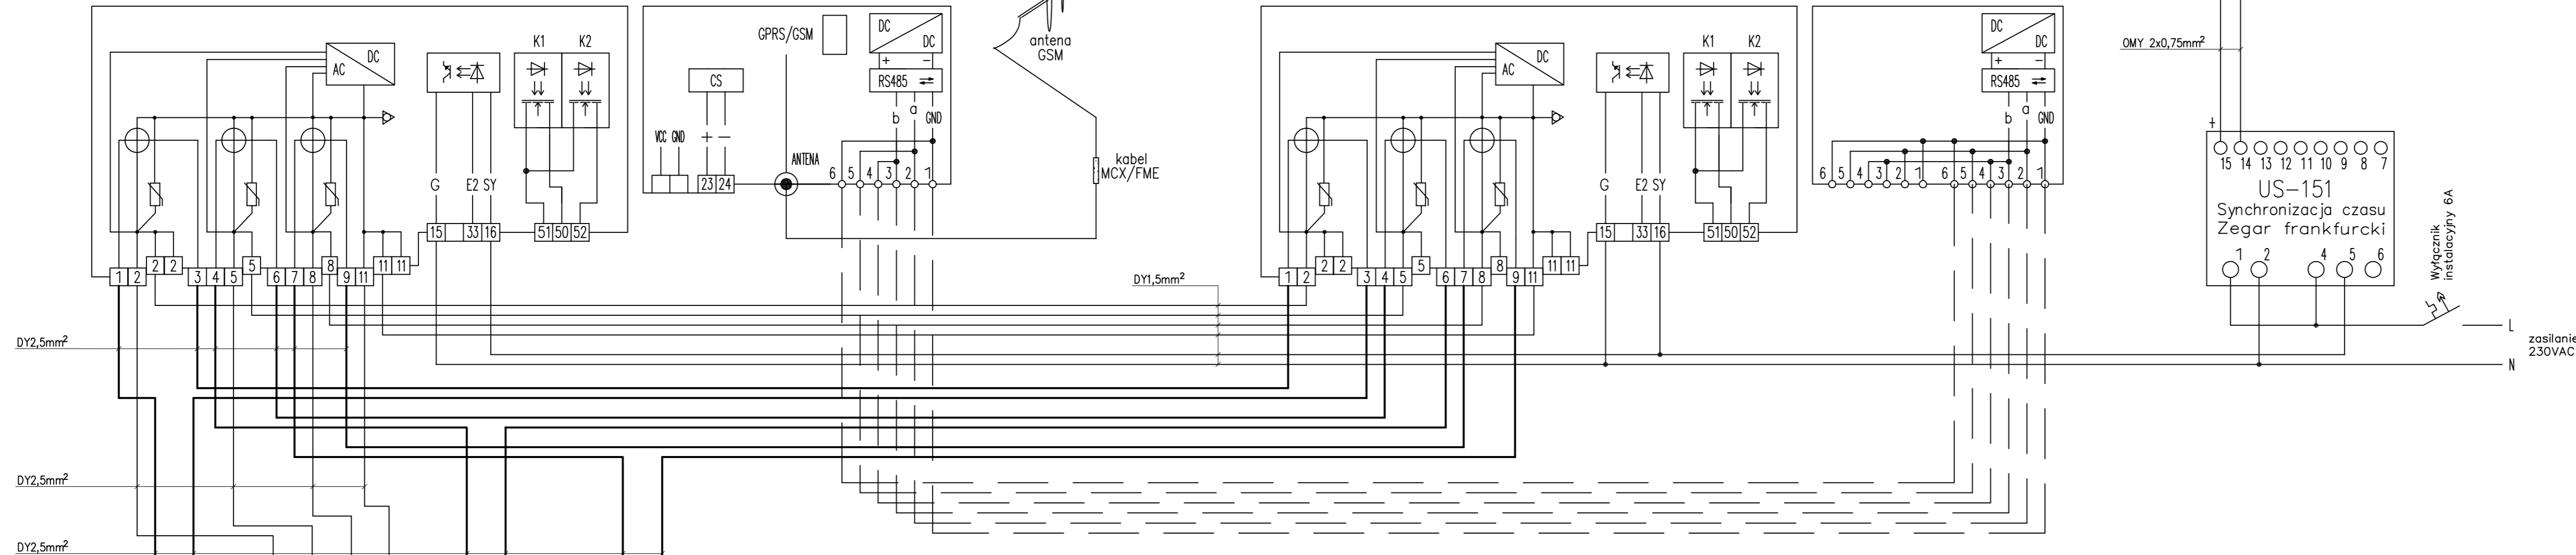 DC
AC
K1 K2
G E2 SY
15 33 16
51 50 52
1 2 2 2 3 4 5 5 6 7 8 8 9 11 11 11
GPRS/GSM
CS
VCC GND + −
23 24
ANTENA
DC
DC
+ −
RS485
b a GND
6 5 4 3 2 1
antena
GSM
kabel
MCX/FME
DY1,5mm²
DC
AC
K1 K2
G E2 SY
15 33 16
51 50 52
1 2 2 2 3 4 5 5 6 7 8 8 9 11 11 11
DC
DC
+ −
RS485
b a GND
6 5 4 3 2 1 6 5 4 3 2 1
OMY 2x0,75mm²
+
15 14 13 12 11 10 9 8 7
US-151
Synchronizacja czasu
Zegar frankfurcki
1 2 4 5 6
Wyłącznik
instalacyjny 6A
L
zasilanie
230VAC
N
DY2,5mm²
DY2,5mm²
DY2,5mm²